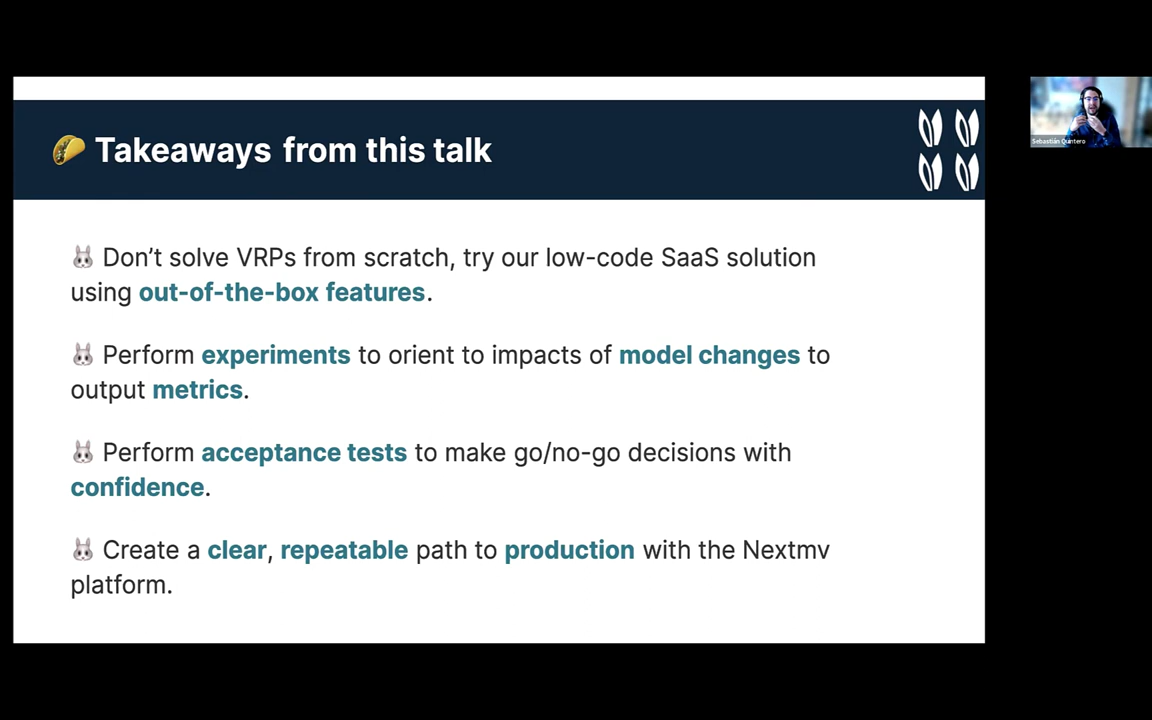 🌮 Takeaways from this talk
Sebastián Quintero
🐰 Don’t solve VRPs from scratch, try our low-code SaaS solution
using out-of-the-box features.
🐰 Perform experiments to orient to impacts of model changes to
output metrics.
🐰 Perform acceptance tests to make go/no-go decisions with
confidence.
🐰 Create a clear, repeatable path to production with the Nextmv
platform.